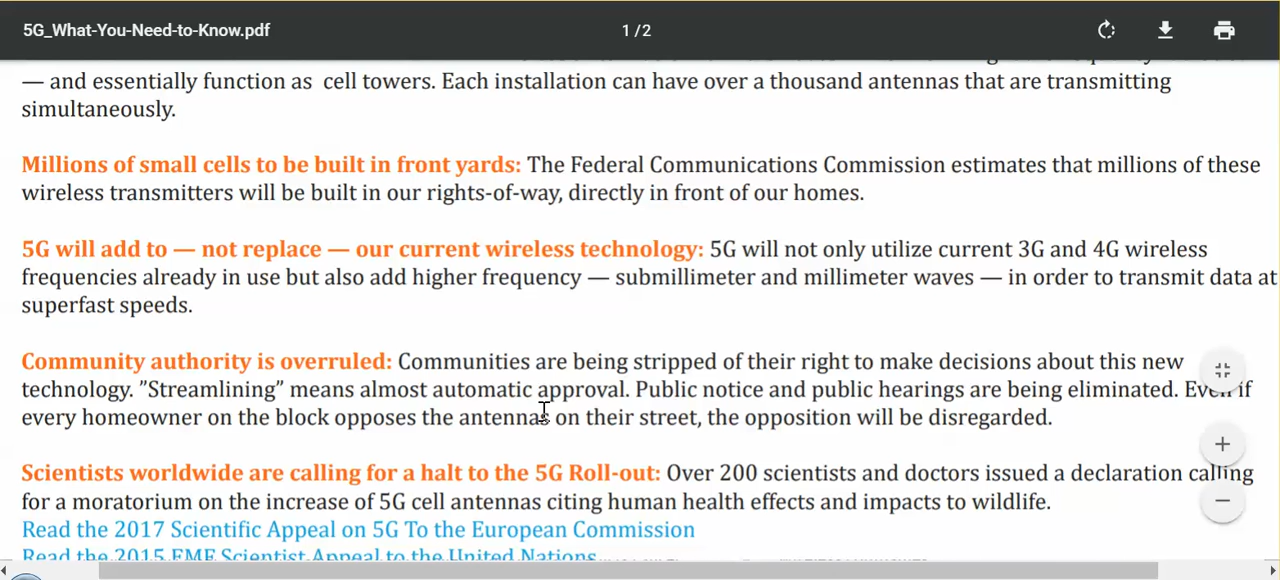 5G_What-You-Need-to-Know.pdf
1 / 2
— and essentially function as cell towers. Each installation can have over a thousand antennas that are transmitting
simultaneously.
Millions of small cells to be built in front yards: The Federal Communications Commission estimates that millions of these
wireless transmitters will be built in our rights-of-way, directly in front of our homes.
5G will add to — not replace — our current wireless technology: 5G will not only utilize current 3G and 4G wireless
frequencies already in use but also add higher frequency — submillimeter and millimeter waves — in order to transmit data at
superfast speeds.
Community authority is overruled: Communities are being stripped of their right to make decisions about this new
technology. ”Streamlining” means almost automatic approval. Public notice and public hearings are being eliminated. Even if
every homeowner on the block opposes the antennas on their street, the opposition will be disregarded.
Scientists worldwide are calling for a halt to the 5G Roll-out: Over 200 scientists and doctors issued a declaration calling
for a moratorium on the increase of 5G cell antennas citing human health effects and impacts to wildlife.
Read the 2017 Scientific Appeal on 5G To the European Commission
Read the 2015 EMF Scientist Appeal to the United Nations